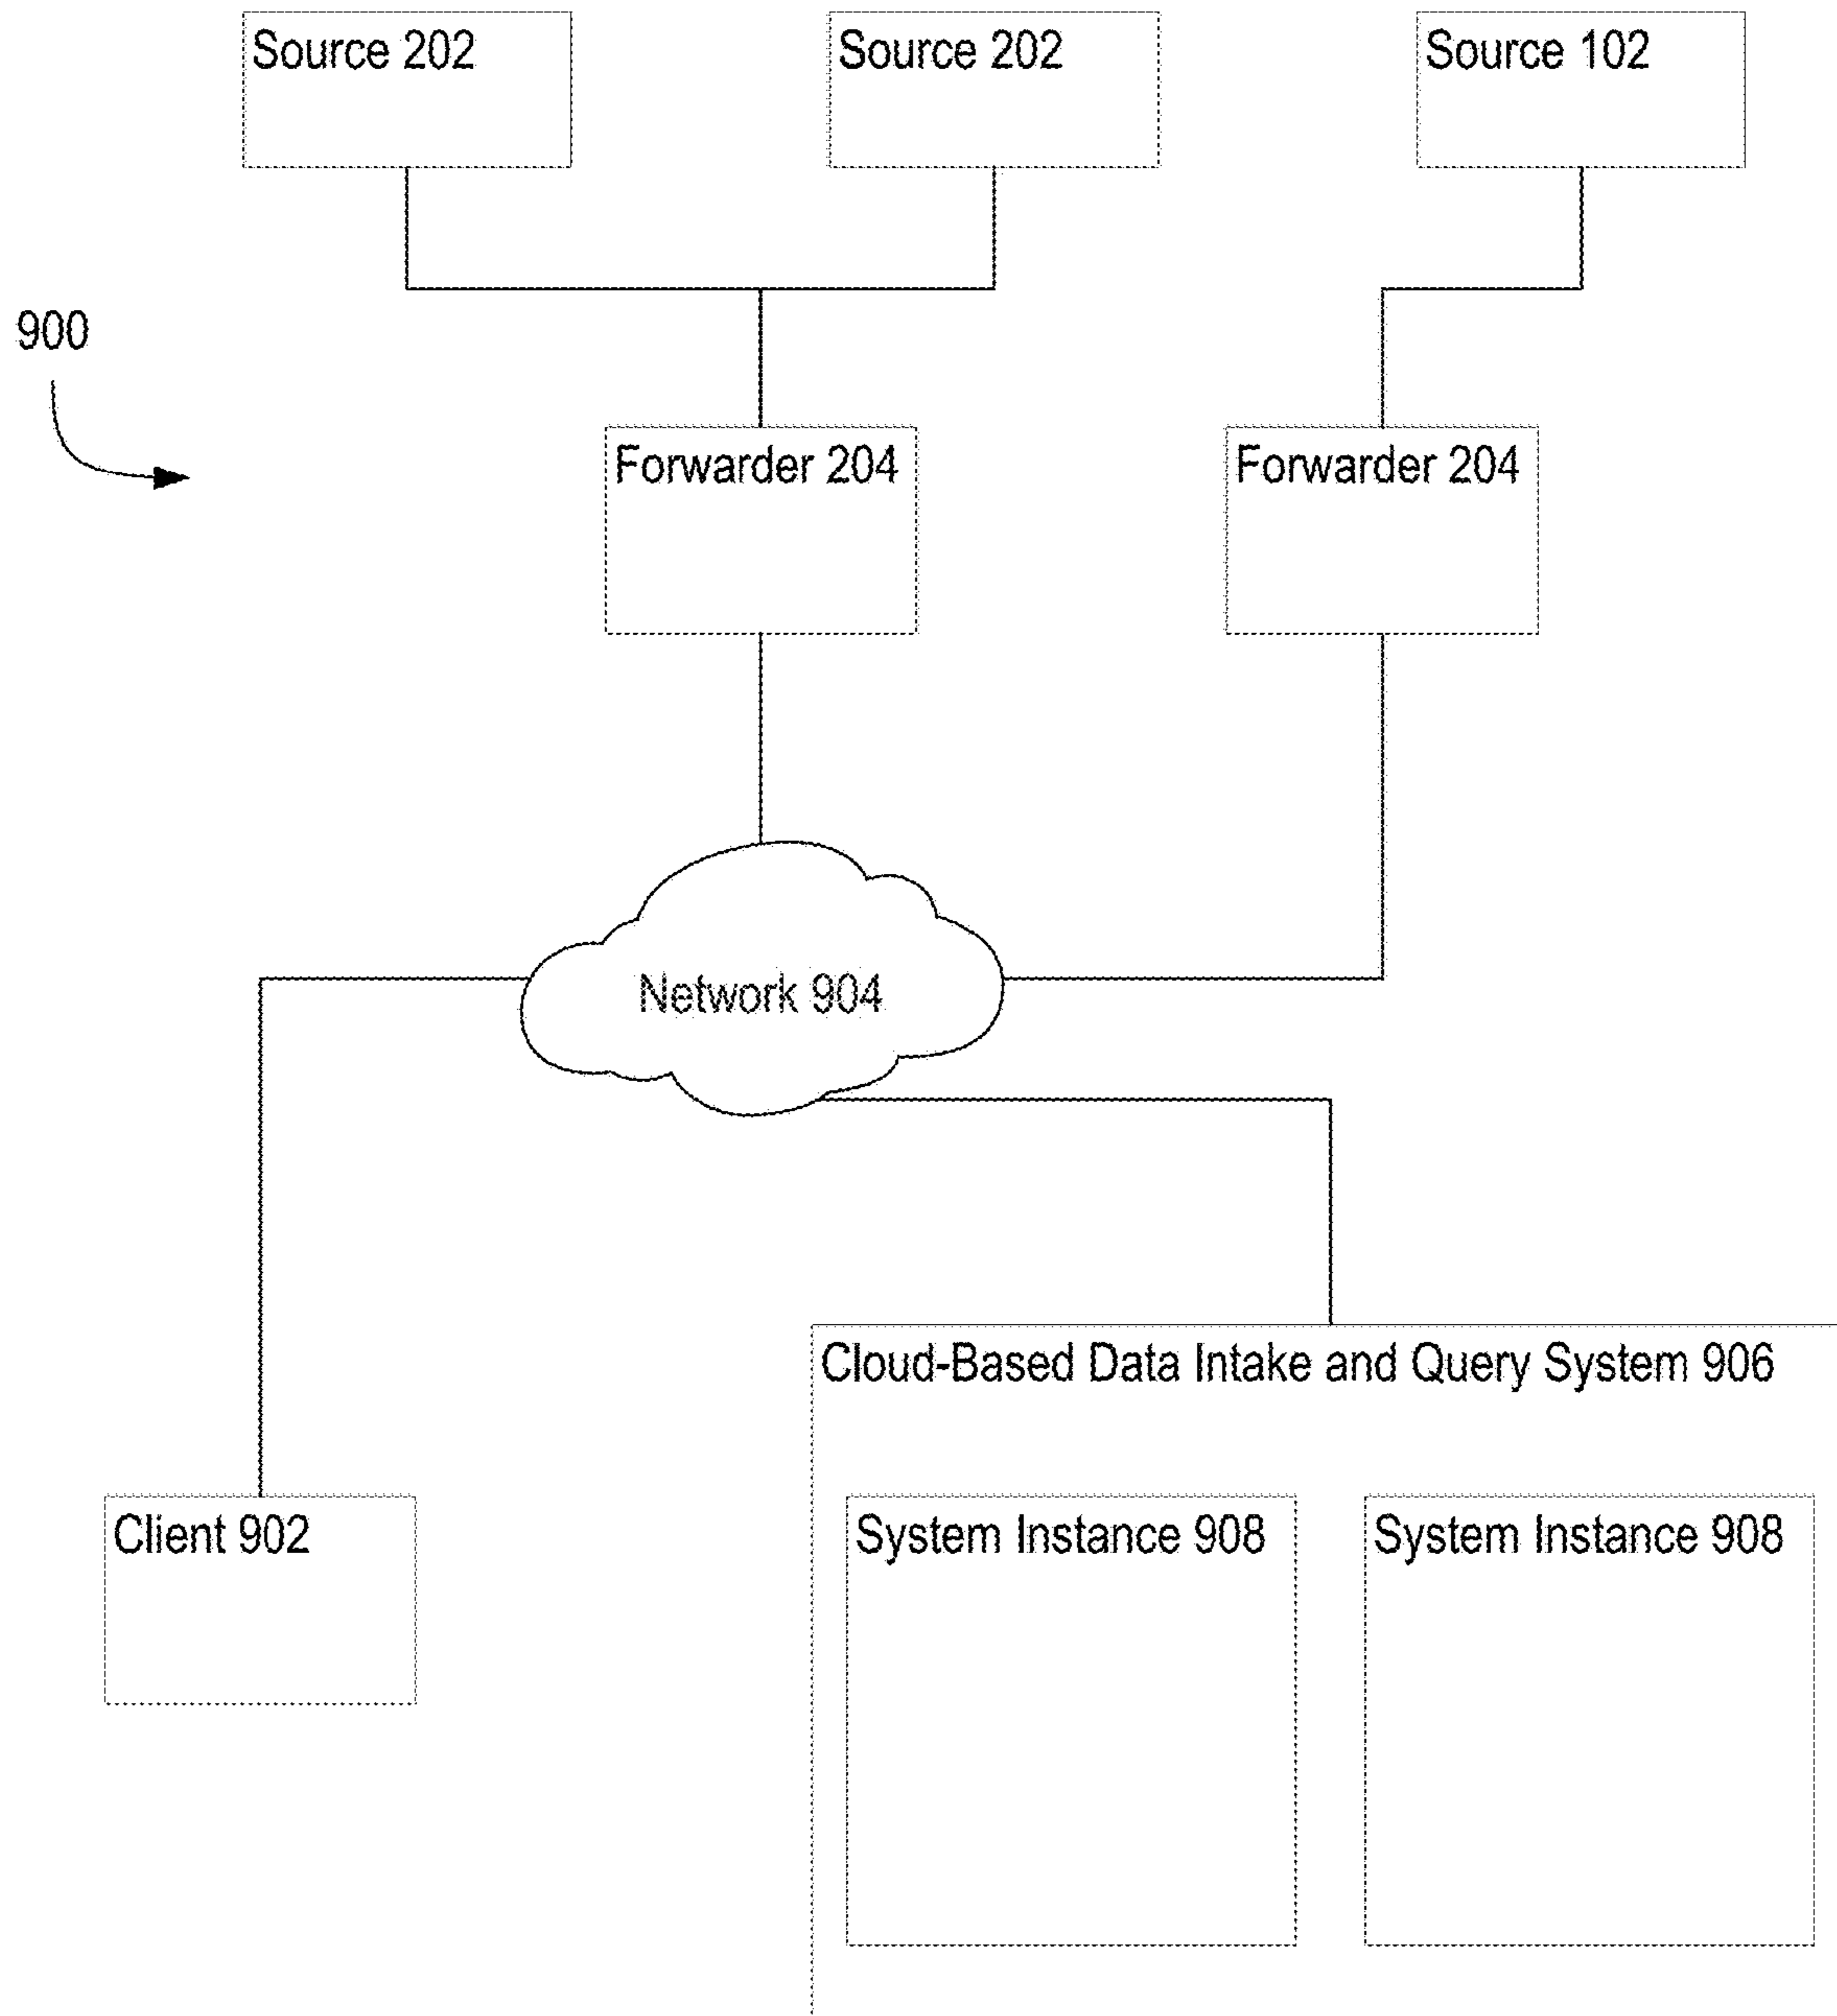 Source 202
Source 202
Source 102
900
Forwarder 204
Forwarder 204
Network 904
Cloud-Based Data Intake and Query System 906
Client 902
System Instance 908
System Instance 908